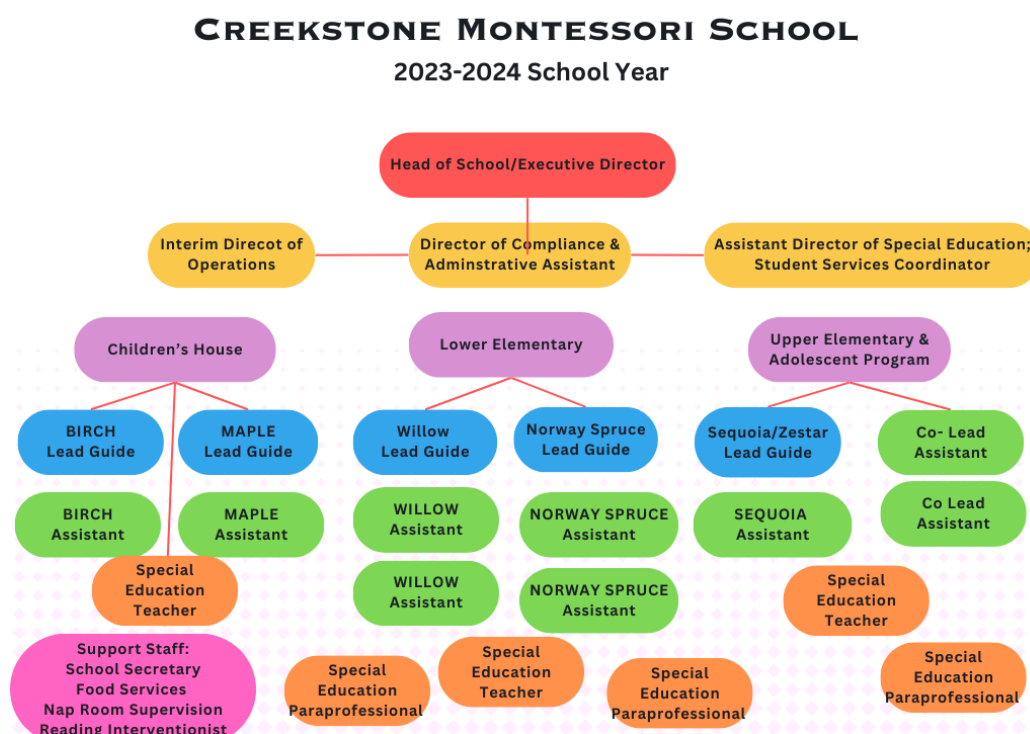 CREEKSTONE MONTESSORI SCHOOL
2023-2024 School Year
Head of School/Executive Director
Interim Direcot of
Operations
Director of Compliance &
Adminstrative Assistant
Assistant Director of Special Education;
Student Services Coordinator
Children's House
Lower Elementary
Upper Elementary &
Adolescent Program
BIRCH
Lead Guide
MAPLE
Lead Guide
Willow
Lead Guide
Norway Spruce
Lead Guide
Sequoia/Zestar
Lead Guide
Co- Lead
Assistant
BIRCH
Assistant
MAPLE
Assistant
WILLOW
Assistant
NORWAY SPRUCE
Assistant
SEQUOIA
Assistant
Co Lead
Assistant
Special
Education
Teacher
WILLOW
Assistant
NORWAY SPRUCE
Assistant
Special
Education
Teacher
Support Staff:
School Secretary
Food Services
Nap Room Supervision
Reading Interventionist
Special
Education
Paraprofessional
Special
Education
Teacher
Special
Education
Paraprofessional
Special
Education
Paraprofessional